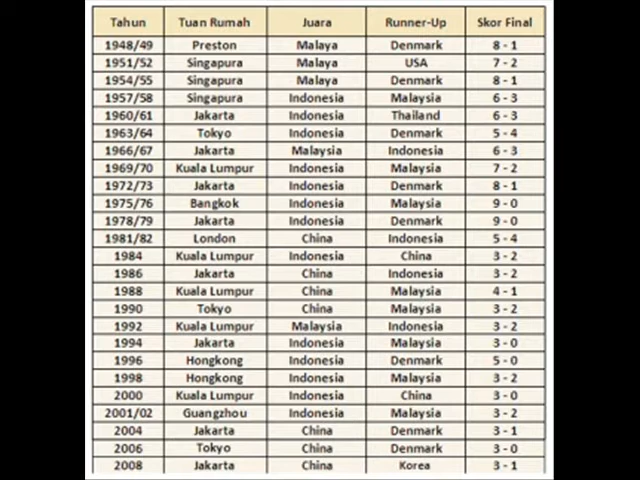 Tahun Tuan Rumah Juara Runner-Up Skor Final
1948/49 Preston Malaya Denmark 8 - 1
1951/52 Singapura Malaya USA 7 - 2
1954/55 Singapura Malaya Denmark 8 - 1
1957/58 Singapura Indonesia Malaysia 6 - 3
1960/61 Jakarta Indonesia Thailand 6 - 3
1963/64 Tokyo Indonesia Denmark 5 - 4
1966/67 Jakarta Malaysia Indonesia 6 - 3
1969/70 Kuala Lumpur Indonesia Malaysia 7 - 2
1972/73 Jakarta Indonesia Denmark 8 - 1
1975/76 Bangkok Indonesia Malaysia 9 - 0
1978/79 Jakarta Indonesia Denmark 9 - 0
1981/82 London China Indonesia 5 - 4
1984 Kuala Lumpur Indonesia China 3 - 2
1986 Jakarta China Indonesia 3 - 2
1988 Kuala Lumpur China Malaysia 4 - 1
1990 Tokyo China Malaysia 3 - 2
1992 Kuala Lumpur Malaysia Indonesia 3 - 2
1994 Jakarta Indonesia Malaysia 3 - 0
1996 Hongkong Indonesia Denmark 5 - 0
1998 Hongkong Indonesia Malaysia 3 - 2
2000 Kuala Lumpur Indonesia China 3 - 0
2001/02 Guangzhou Indonesia Malaysia 3 - 2
2004 Jakarta China Denmark 3 - 1
2006 Tokyo China Denmark 3 - 0
2008 Jakarta China Korea 3 - 1